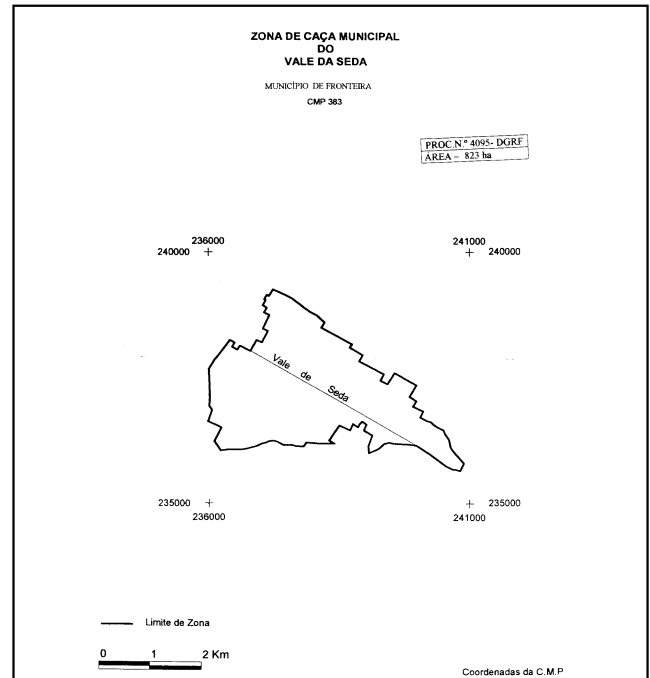 ZONA DE CAÇA MUNICIPAL
DO
VALE DA SEDA
MUNICÍPIO DE FRONTEIRA
CMP 383
PROC.N.º 4095- DGRF
ÁREA – 823 ha
236000
241000
240000
240000
Vale de Seda
235000
235000
236000
241000
Limite de Zona
0 1 2 Km
Coordenadas da C.M.P